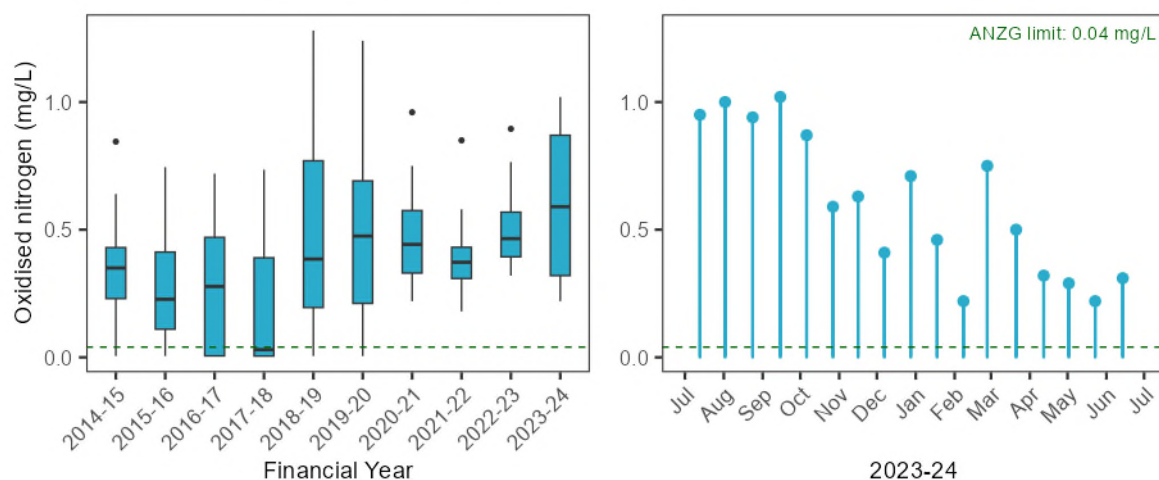 Oxidised nitrogen (mg/L)
1.0
0.5
0.0
2014-15
2015-16
2016-17
2017-18
2018-19
2019-20
2020-21
2021-22
2022-23
2023-24
Financial Year
ANZG limit: 0.04 mg/L
1.0
0.5
0.0
Jul
Aug
Sep
Oct
Nov
Dec
Jan
Feb
Mar
Apr
May
Jun
Jul
2023-24